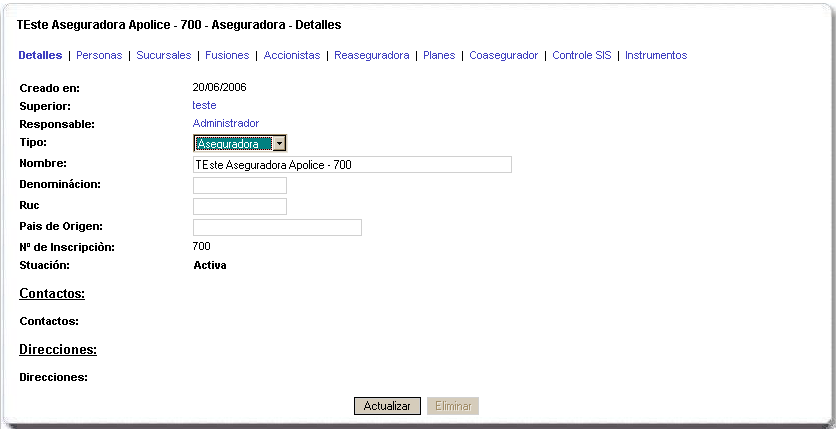 TEste Aseguradora Apolice - 700 - Aseguradora - Detalles
Detalles | Personas | Sucursales | Fusiones | Accionistas | Reaseguradora | Planes | Coasegurador | Controle SIS | Instrumentos
Creado en: 20/06/2006
Superior: teste
Responsable: Administrador
Tipo: Aseguradora
Nombre: TEste Aseguradora Apolice - 700
Denominácion:
Ruc
Pais de Origen:
Nº de Inscripciòn: 700
Stuación: Activa
Contactos:
Contactos:
Direcciones:
Direcciones:
Actualizar Eliminar